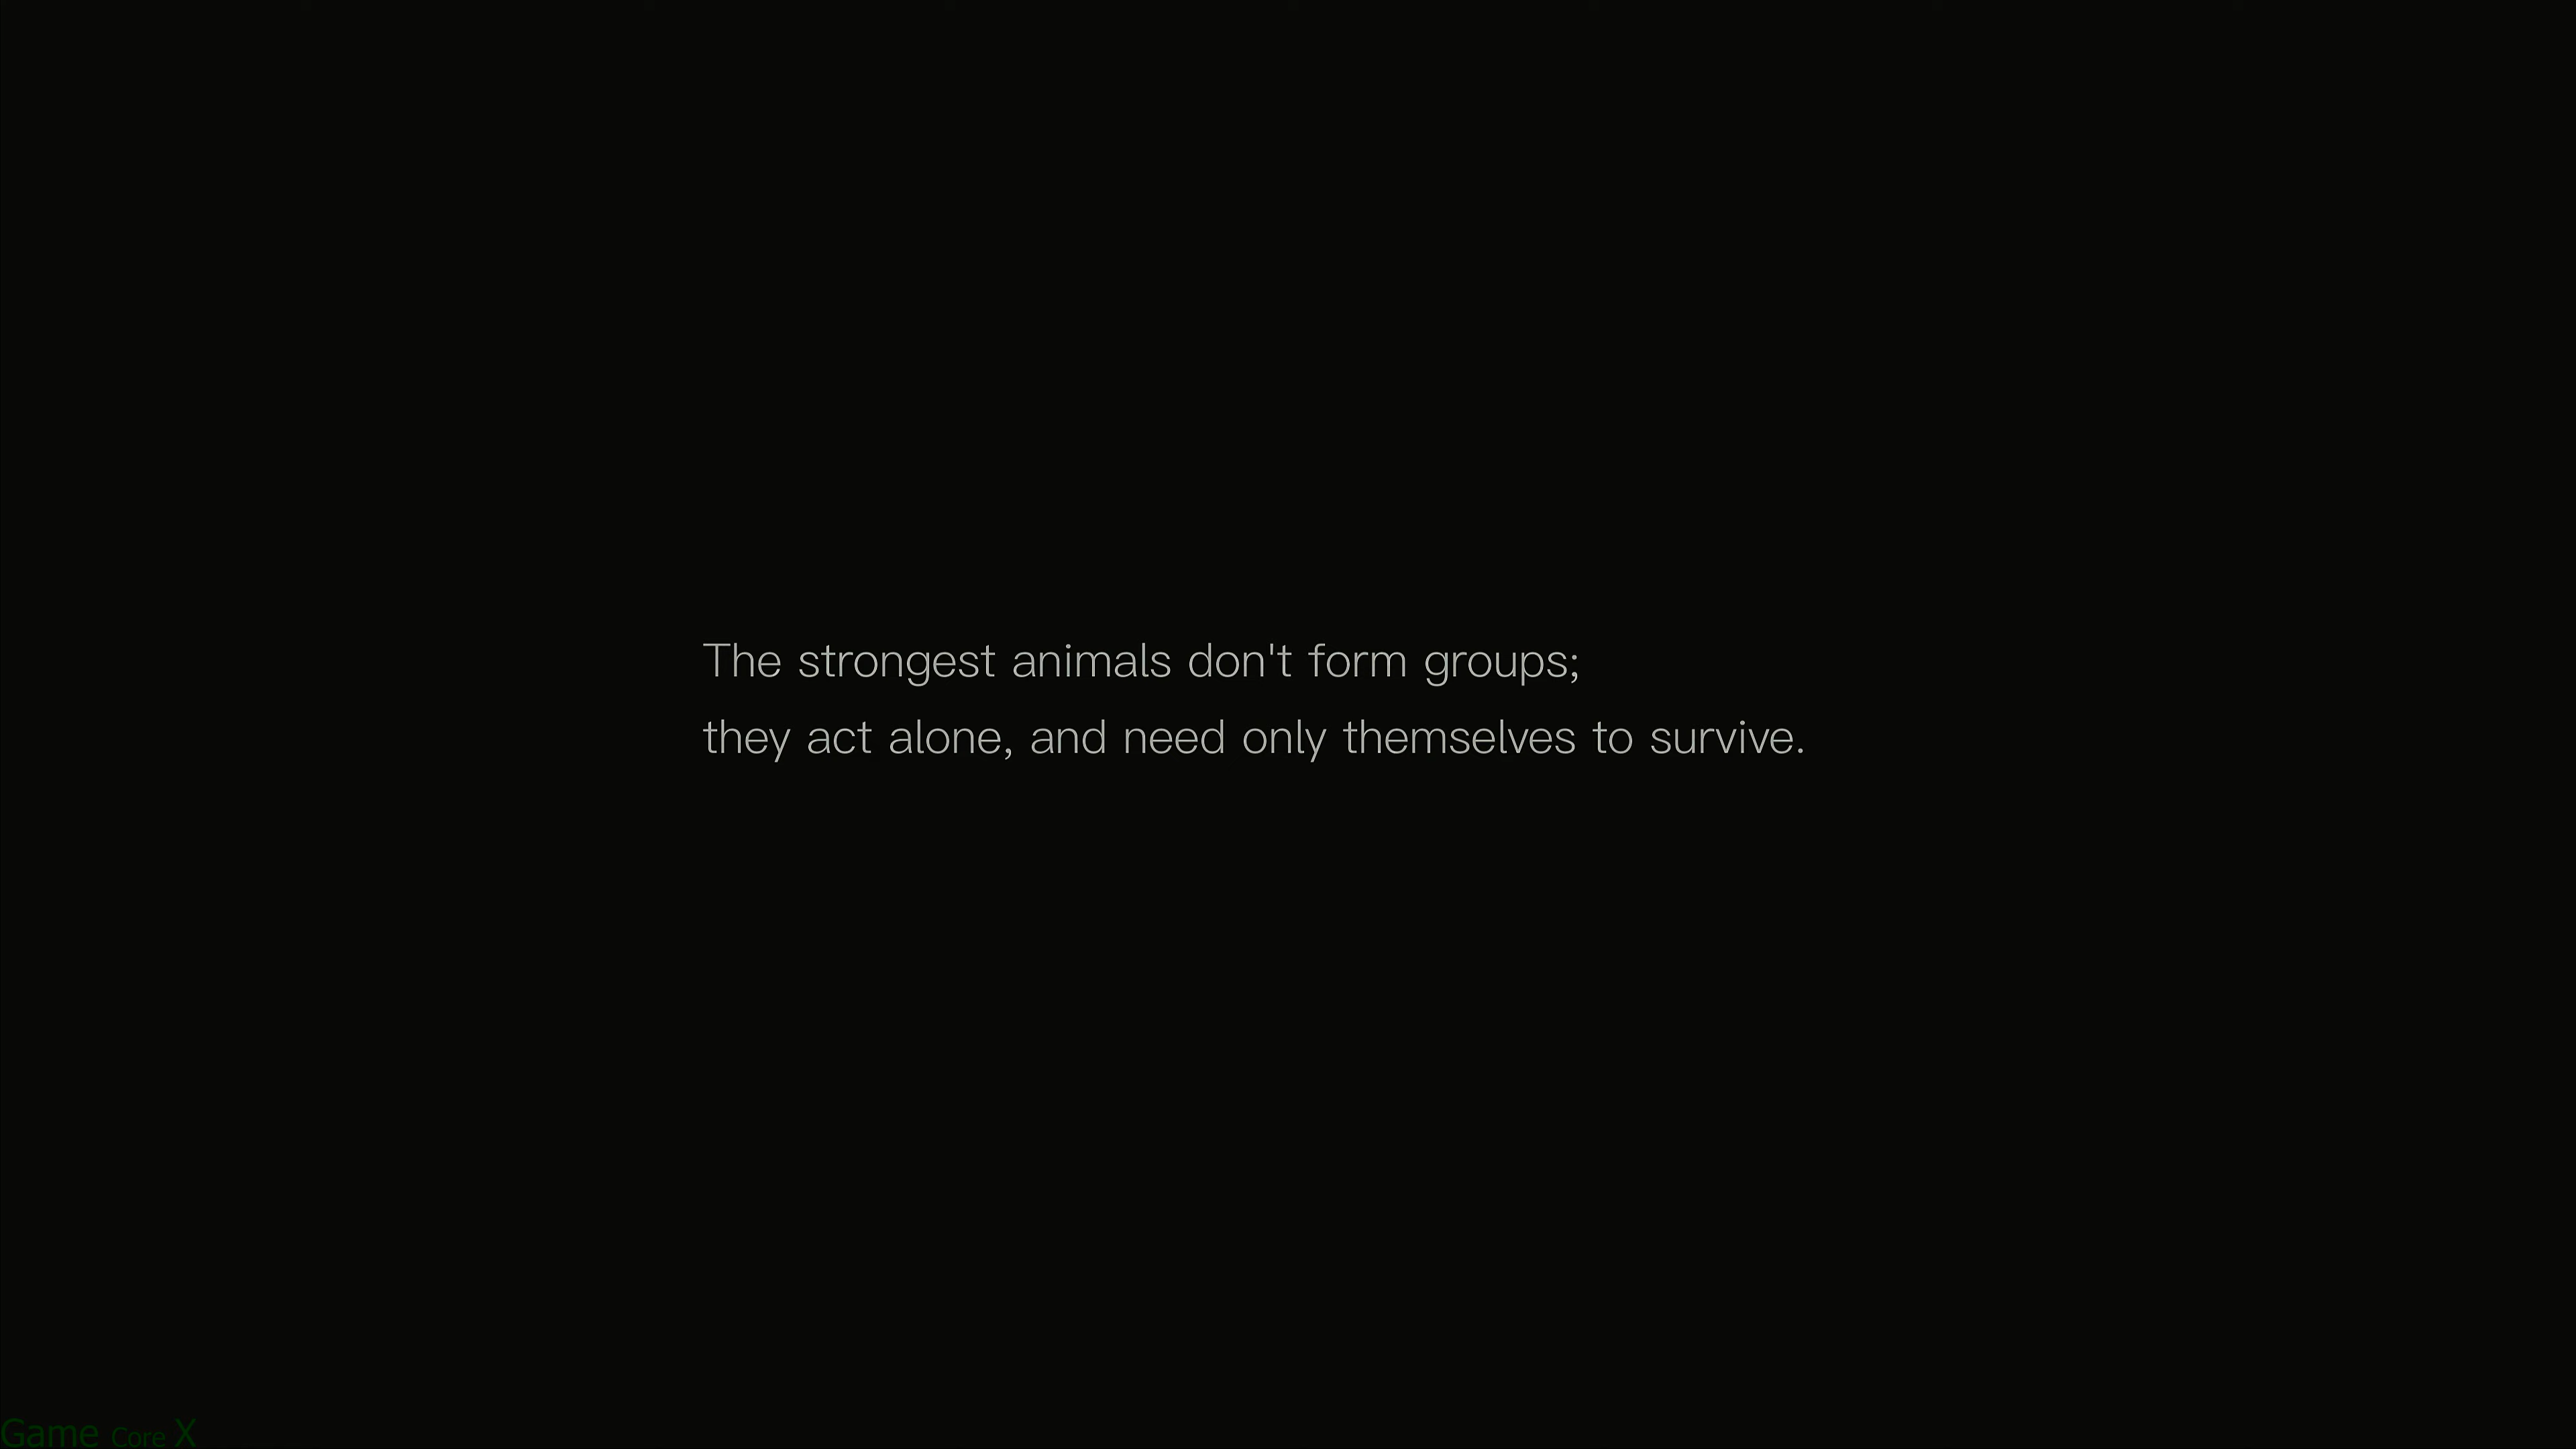 The strongest animals don't form groups;
they act alone, and need only themselves to survive.
Game Core X